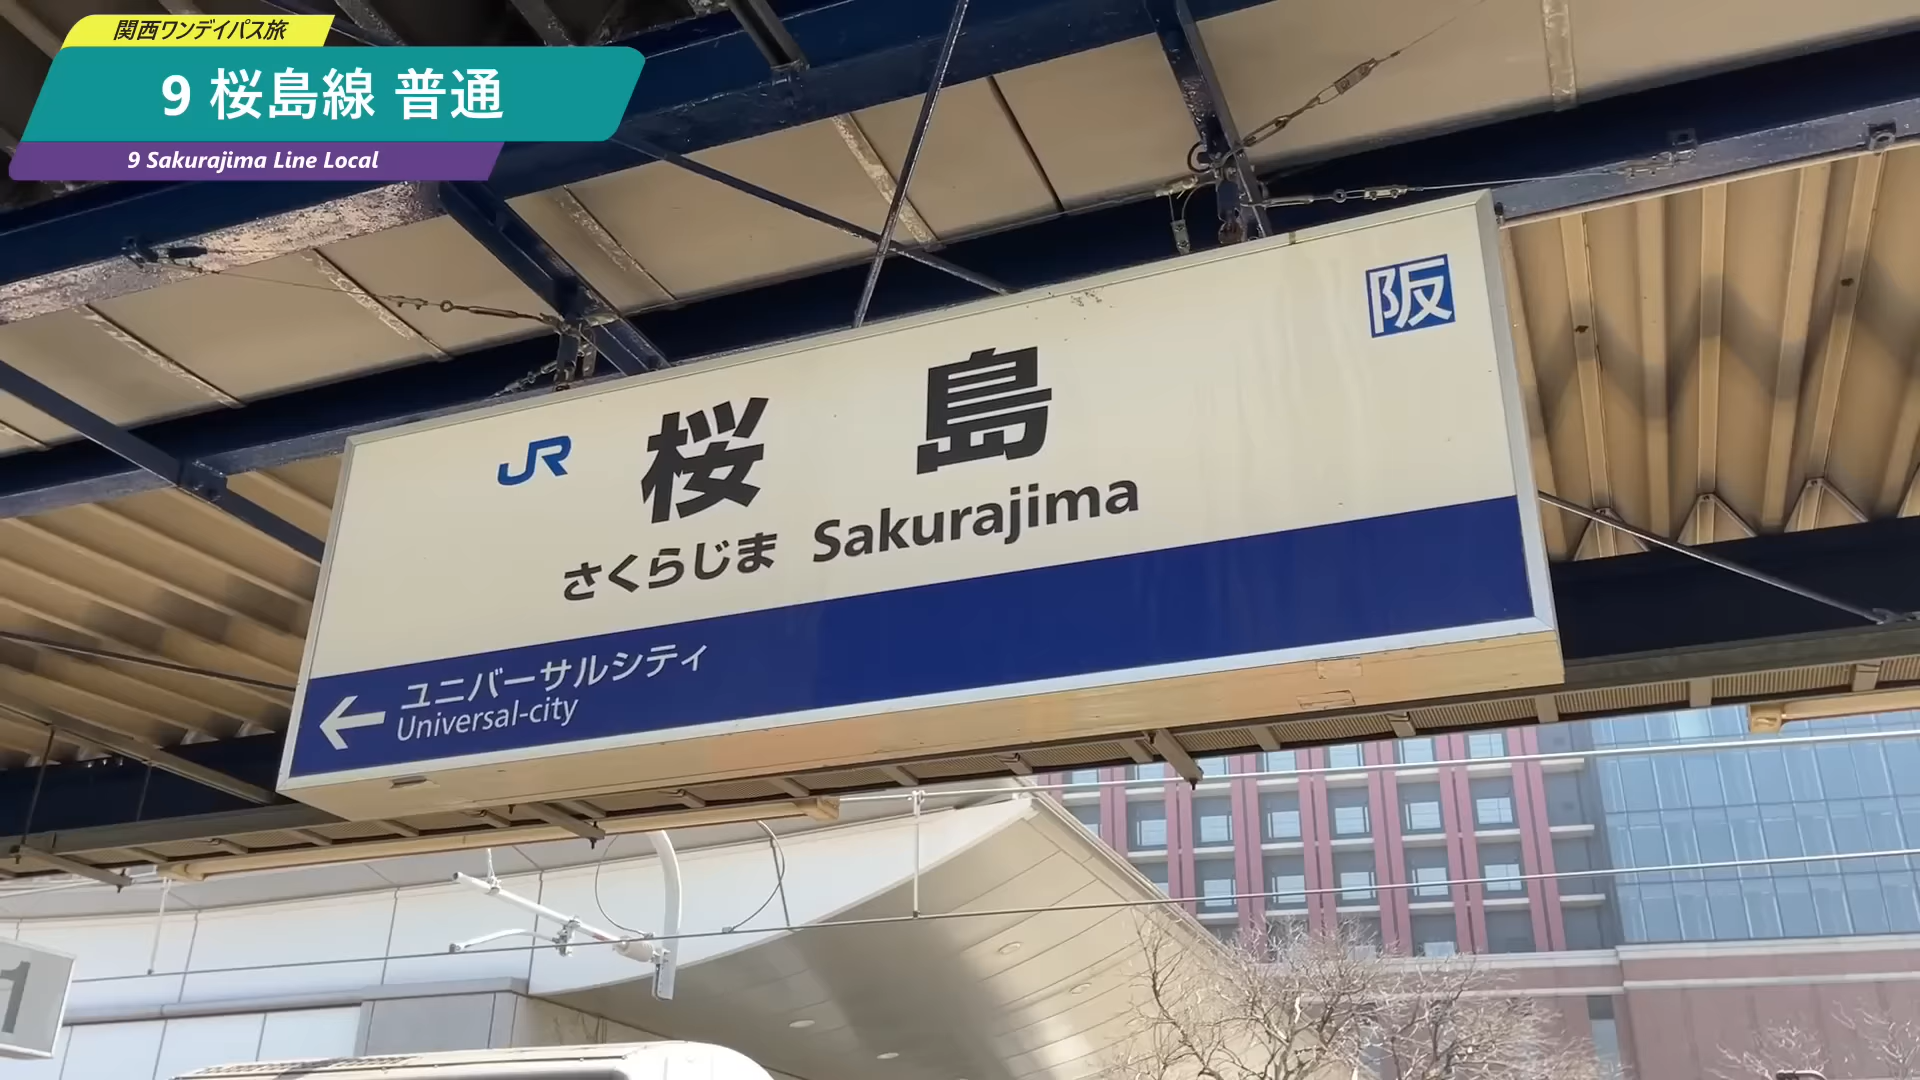 関西ワンデイパス旅
9 桜島線 普通
9 Sakurajima Line Local
阪
JR 桜島
さくらじま Sakurajima
← ユニバーサルシティ
Universal-city
1